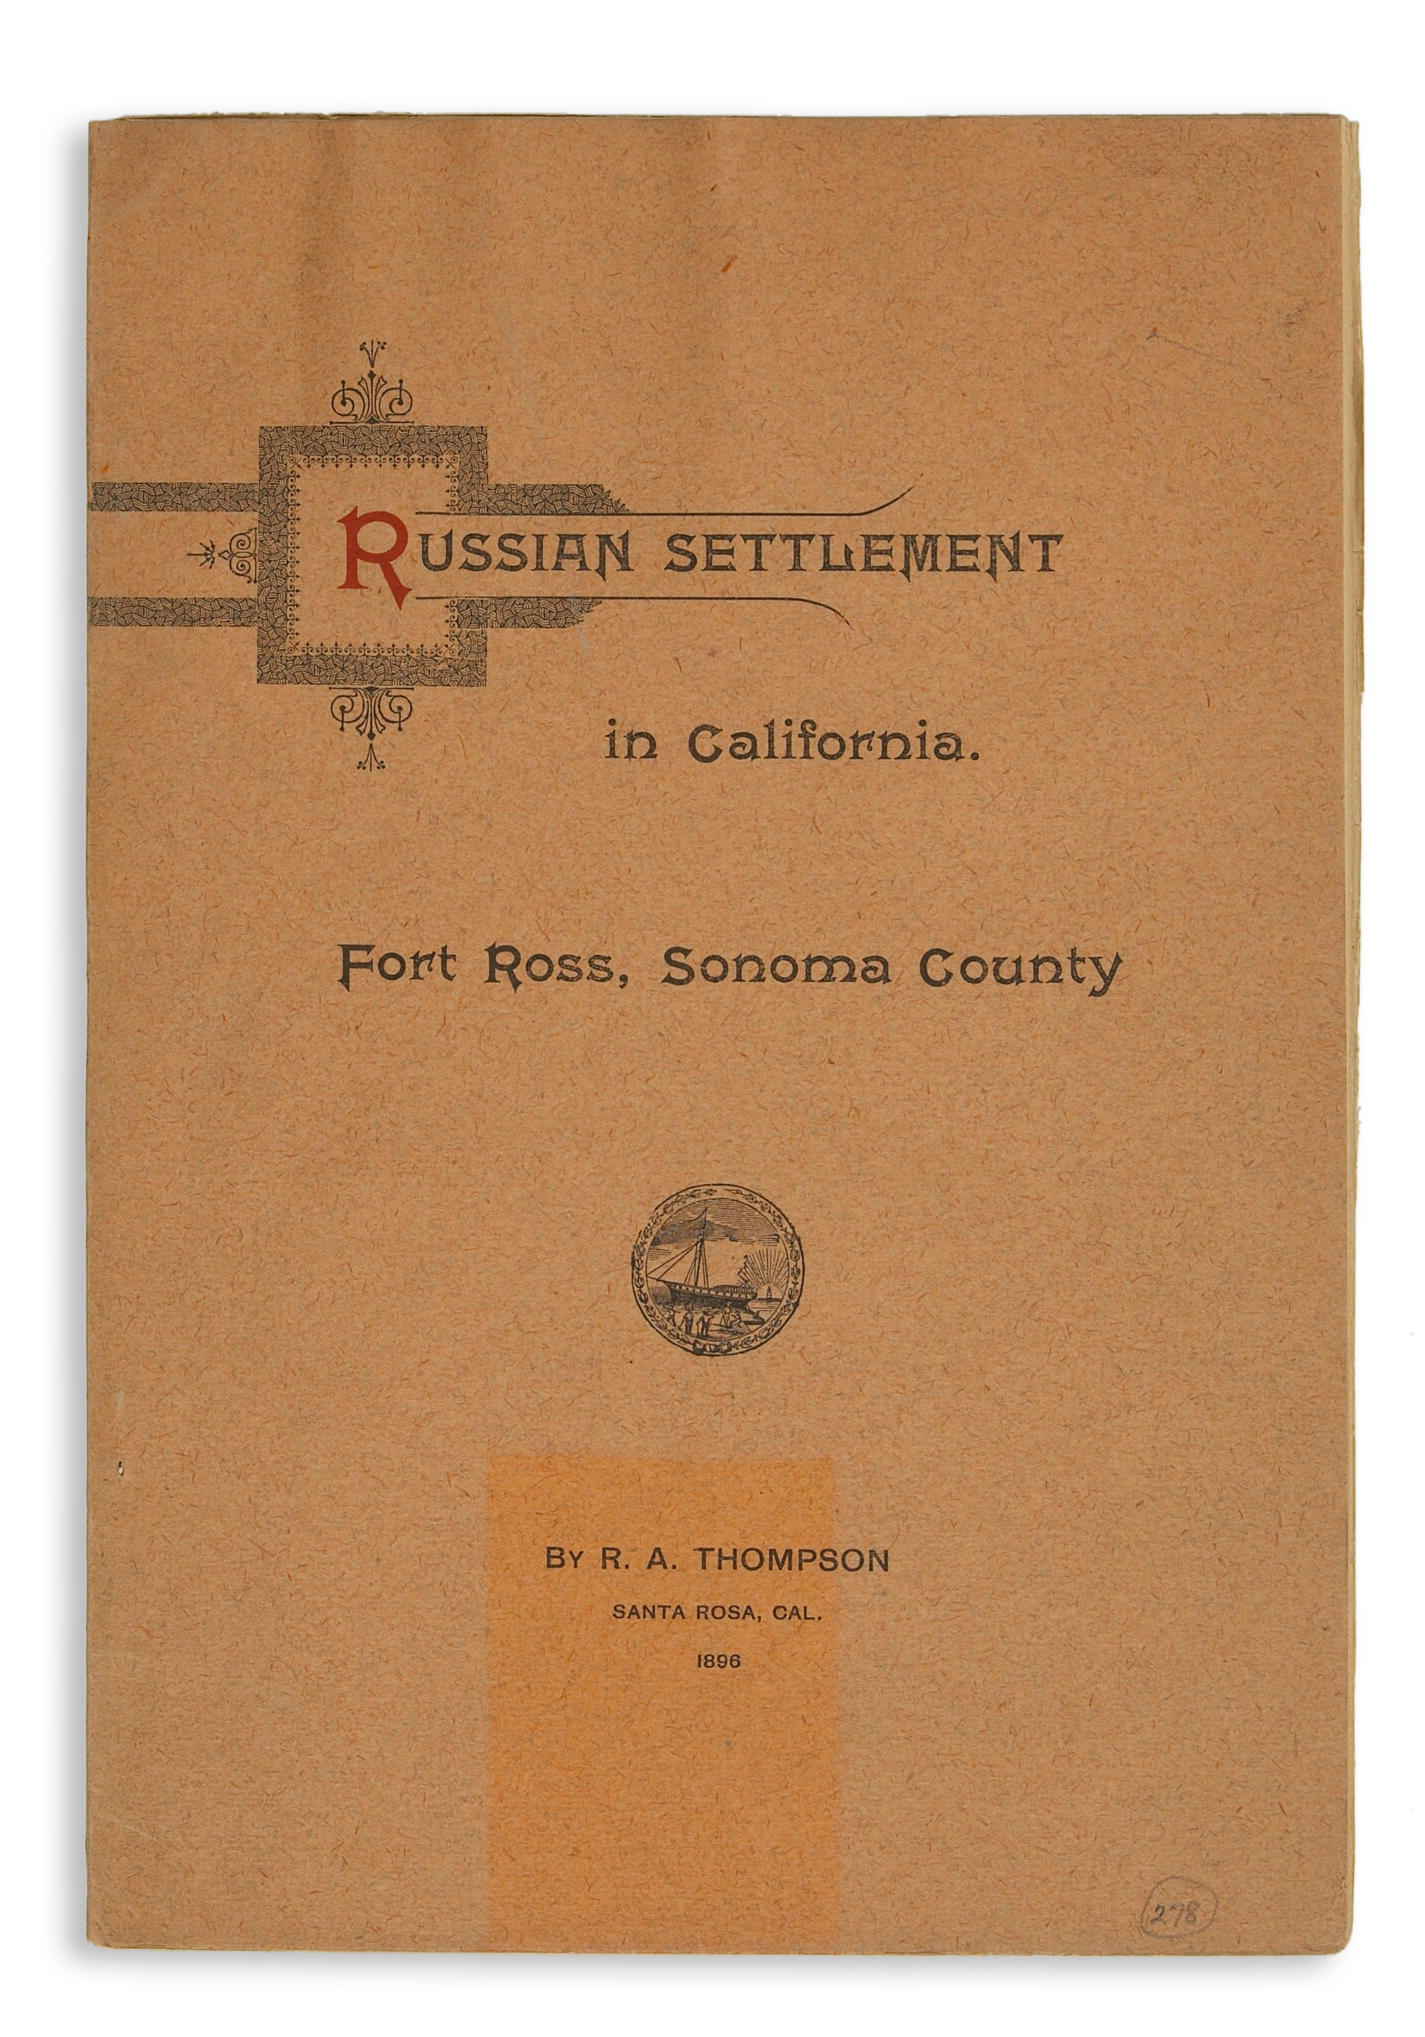 RUSSIAN SETTLEMENT
in California.
Fort Ross, Sonoma County
BY R. A. THOMPSON
SANTA ROSA, CAL.
1896
278